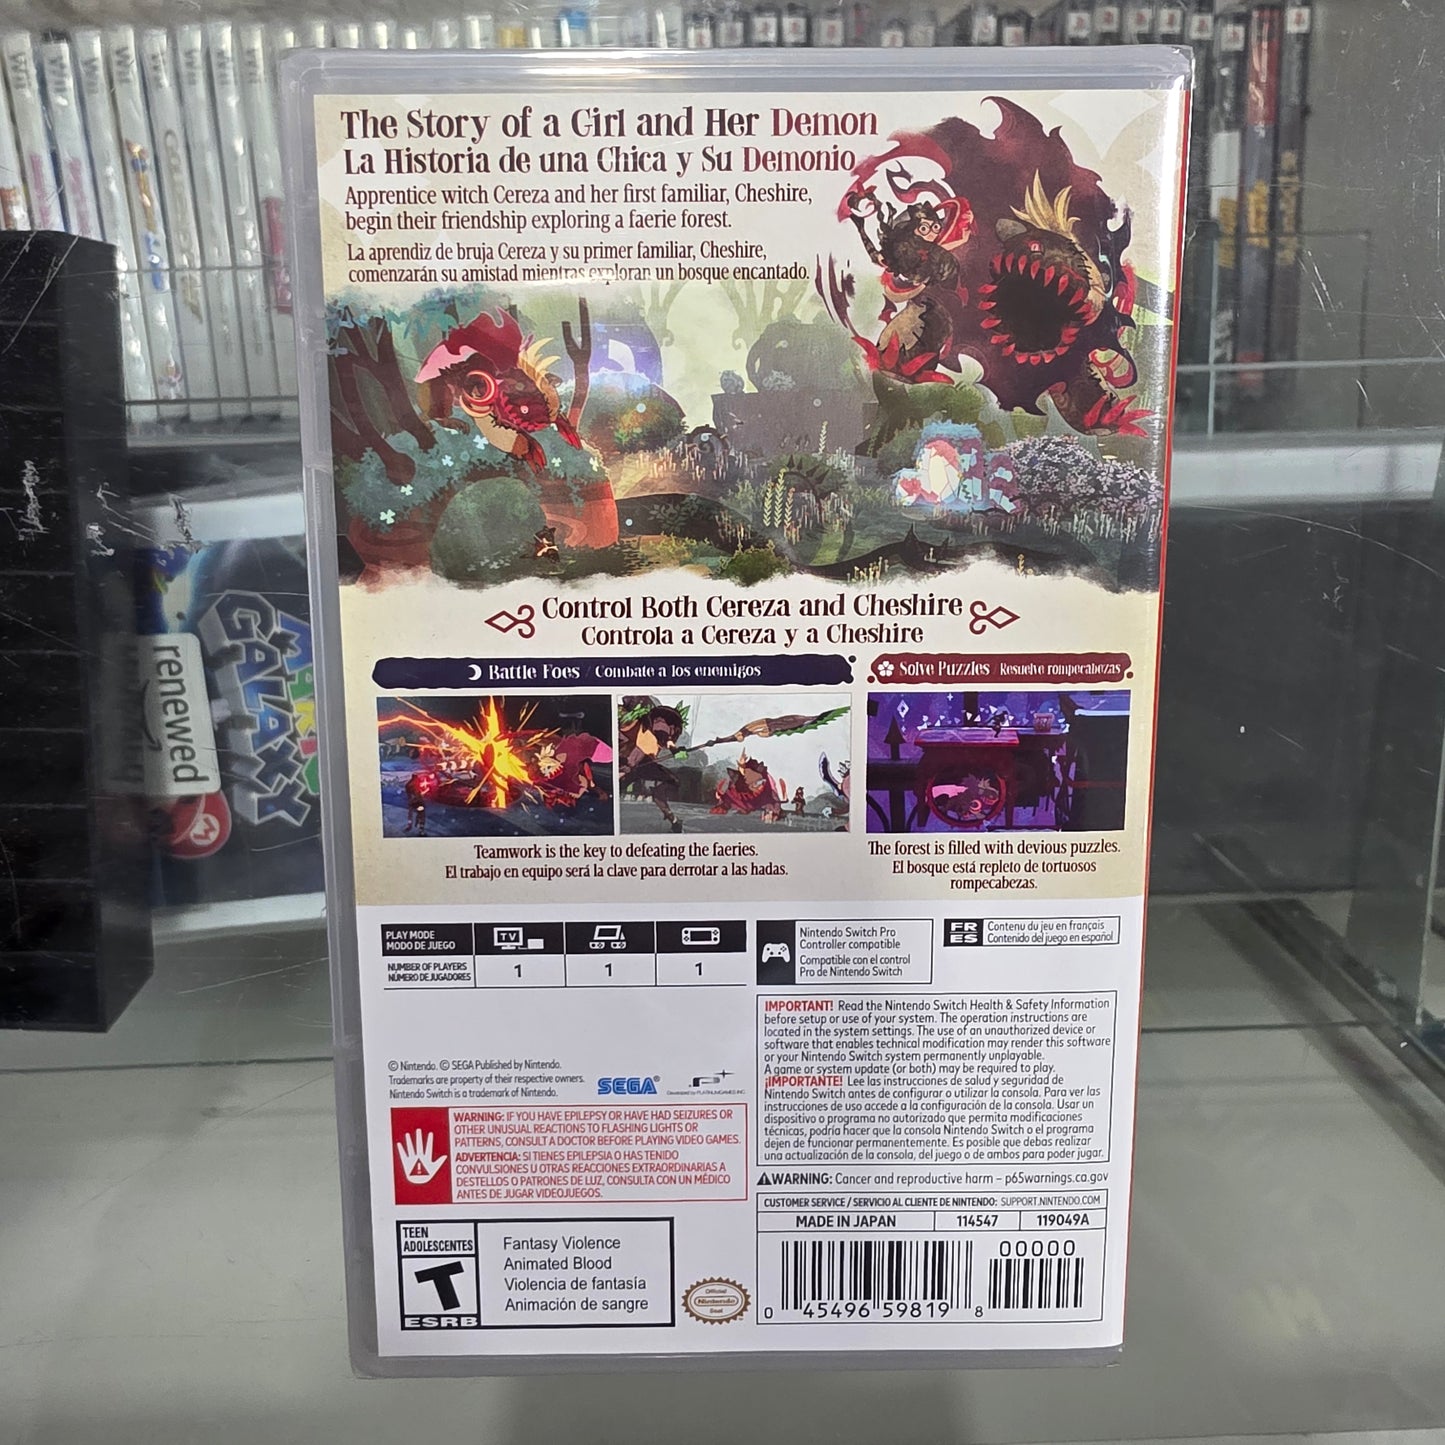 Wii
Wii
Wii
Wii
The Story of a Girl and Her Demon
La Historia de una Chica y Su Demonio
Apprentice witch Cereza and her first familiar, Cheshire,
begin their friendship exploring a faerie forest.
La aprendiz de bruja Cereza y su primer familiar, Cheshire,
comenzarán su amistad mientras exploran un bosque encantado.
Control Both Cereza and Cheshire
Controla a Cereza y a Cheshire
Battle Foes / Combate a los enemigos
Solve Puzzles / Resuelve rompecabezas
Teamwork is the key to defeating the faeries.
El trabajo en equipo será la clave para derrotar a las hadas.
The forest is filled with devious puzzles.
El bosque está repleto de tortuosos
rompecabezas.
PLAY MODE
MODO DE JUEGO
TV
NUMBER OF PLAYERS
NÚMERO DE JUGADORES
1 1 1
Nintendo Switch Pro
Controller compatible
Compatible con el control
Pro de Nintendo Switch
FR
ES
Contenu du jeu en français
Contenido del juego en español
IMPORTANT! Read the Nintendo Switch Health & Safety Information
before setup or use of your system. The operation instructions are
located in the system settings. The use of an unauthorized device or
software that enables technical modification may render this software
or your Nintendo Switch system permanently unplayable.
A game or system update (or both) may be required to play.
¡IMPORTANTE! Lee las instrucciones de salud y seguridad de
Nintendo Switch antes de configurar o utilizar la consola. Para ver las
instrucciones de uso accede a la configuración de la consola. Usar un
dispositivo o programa no autorizado que permita modificaciones
técnicas, podría hacer que la consola Nintendo Switch o el programa
dejen de funcionar permanentemente. Es posible que debas realizar
una actualización de la consola, del juego o de ambos para poder jugar.
© Nintendo. © SEGA Published by Nintendo.
Trademarks are property of their respective owners.
Nintendo Switch is a trademark of Nintendo.
SEGA®
Developed by PLATINUMGAMES INC.
WARNING: IF YOU HAVE EPILEPSY OR HAVE HAD SEIZURES OR
OTHER UNUSUAL REACTIONS TO FLASHING LIGHTS OR
PATTERNS, CONSULT A DOCTOR BEFORE PLAYING VIDEO GAMES.
ADVERTENCIA: SI TIENES EPILEPSIA O HAS TENIDO
CONVULSIONES U OTRAS REACCIONES EXTRAORDINARIAS A
DESTELLOS O PATRONES DE LUZ, CONSULTA CON UN MÉDICO
ANTES DE JUGAR VIDEOJUEGOS.
WARNING: Cancer and reproductive harm – p65warnings.ca.gov
CUSTOMER SERVICE / SERVICIO AL CLIENTE DE NINTENDO: SUPPORT.NINTENDO.COM
MADE IN JAPAN 114547 119049A
TEEN
ADOLESCENTES
T
ESRB
Fantasy Violence
Animated Blood
Violencia de fantasía
Animación de sangre
Official
Nintendo
Seal
00000
0 45496 59819 8
MARIO
GALAXY
renewed